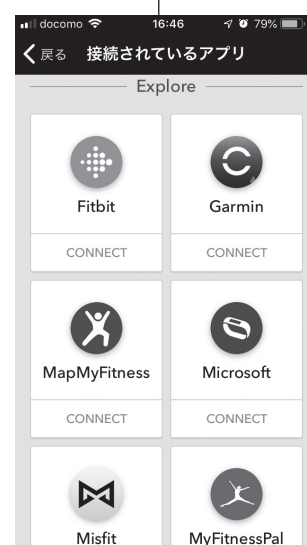 docomo 16:46 79%
戻る 接続されているアプリ
Explore
Fitbit Garmin
CONNECT CONNECT
MapMyFitness Microsoft
CONNECT CONNECT
Misfit MyFitnessPal